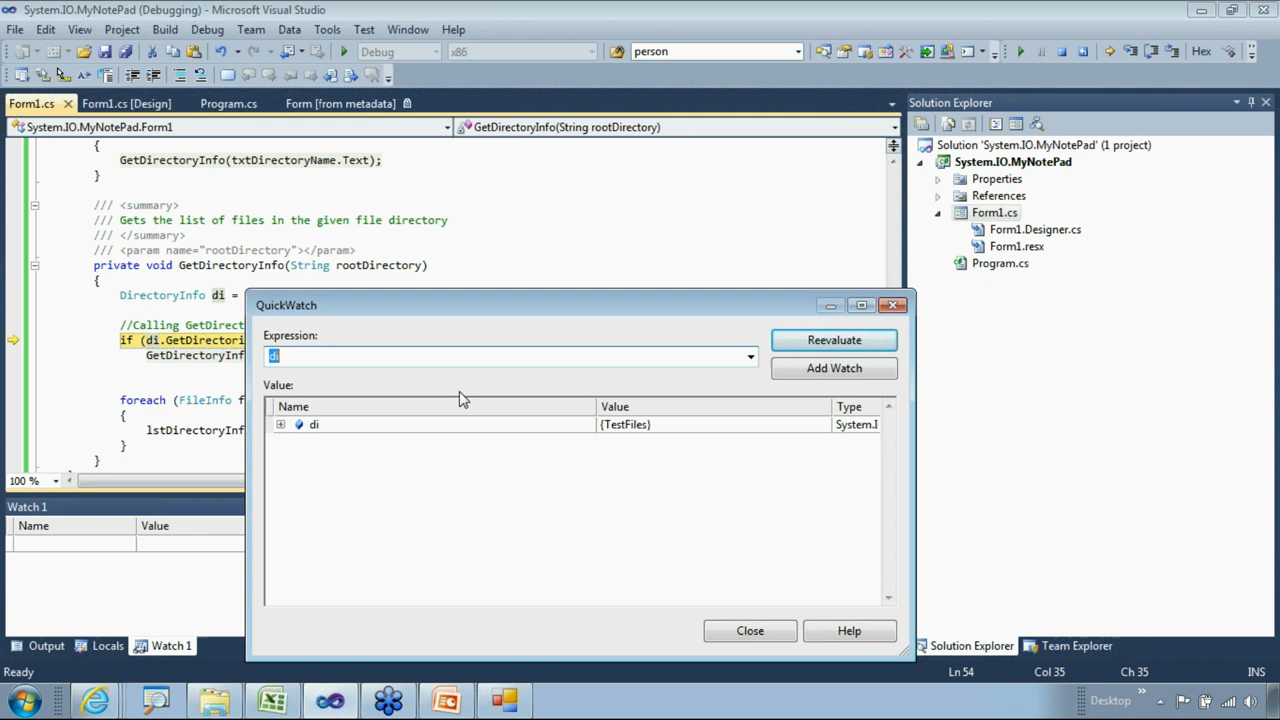 System.IO.MyNotePad (Debugging) - Microsoft Visual Studio
File Edit View Project Build Debug Team Data Tools Test Window Help
Debug x86 person Hex
Form1.cs Form1.cs [Design] Program.cs Form [from metadata]
System.IO.MyNotePad.Form1 GetDirectoryInfo(String rootDirectory)
{
GetDirectoryInfo(txtDirectoryName.Text);
}
/// <summary>
/// Gets the list of files in the given file directory
/// </summary>
/// <param name="rootDirectory"></param>
private void GetDirectoryInfo(String rootDirectory)
{
DirectoryInfo di =
//Calling GetDirect
if (di.GetDirectori
GetDirectoryInf
foreach (FileInfo f
{
lstDirectoryInf
}
}
100 %
Watch 1
Name Value
Output Locals Watch 1
QuickWatch
Expression:
di
Reevaluate
Add Watch
Value:
Name Value Type
di {TestFiles} System.I
Close Help
Solution Explorer
Solution 'System.IO.MyNotePad' (1 project)
System.IO.MyNotePad
Properties
References
Form1.cs
Form1.Designer.cs
Form1.resx
Program.cs
Solution Explorer Team Explorer
Ready Ln 54 Col 35 Ch 35 INS
Desktop